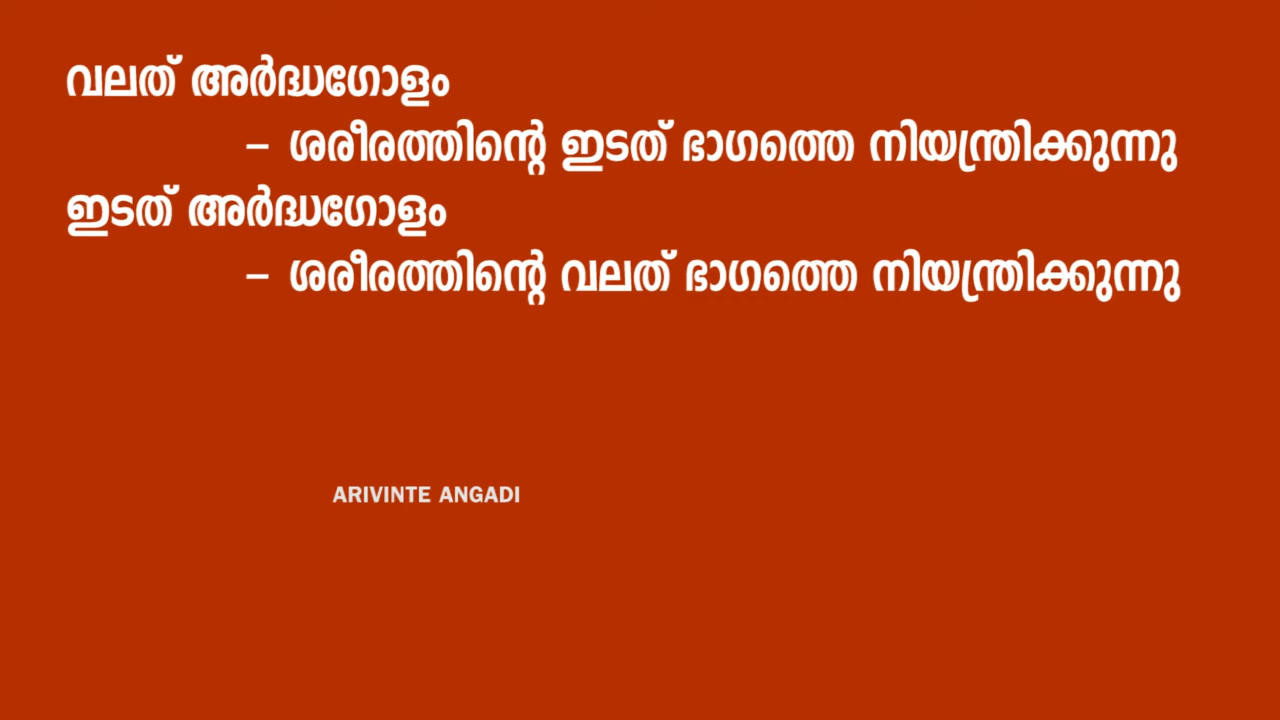 വലത് അർദ്ധഗോളം
– ശരീരത്തിന്റെ ഇടത് ഭാഗത്തെ നിയന്ത്രിക്കുന്നു
ഇടത് അർദ്ധഗോളം
– ശരീരത്തിന്റെ വലത് ഭാഗത്തെ നിയന്ത്രിക്കുന്നു
ARIVINTE ANGADI